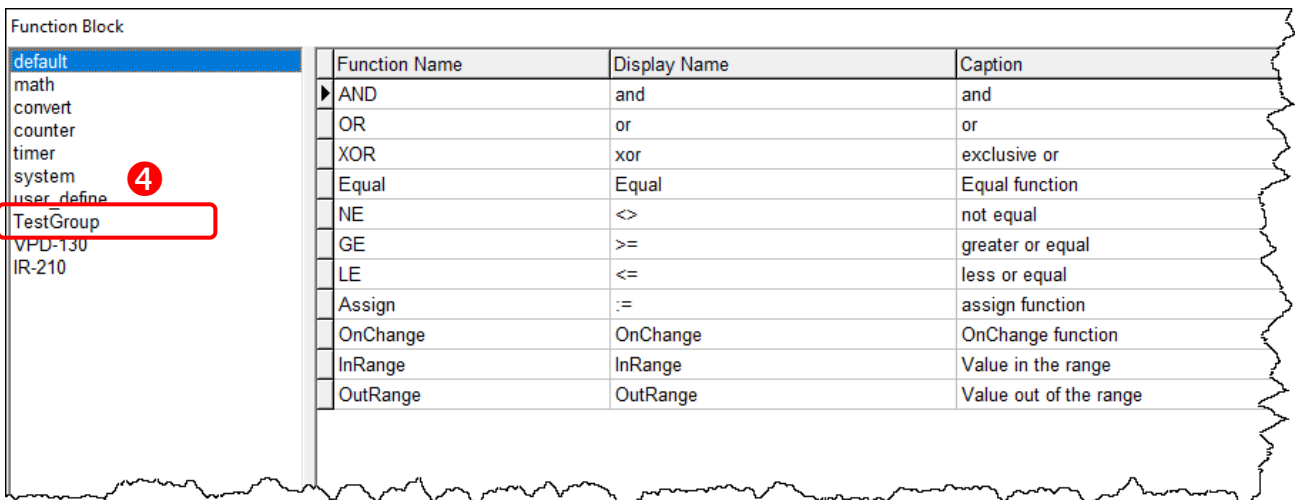 Function Block
default
math
convert
counter
timer
system
4
user_define
TestGroup
VPD-130
IR-210
Function Name Display Name Caption
AND and and
OR or or
XOR xor exclusive or
Equal Equal Equal function
NE <> not equal
GE >= greater or equal
LE <= less or equal
Assign := assign function
OnChange OnChange OnChange function
InRange InRange Value in the range
OutRange OutRange Value out of the range